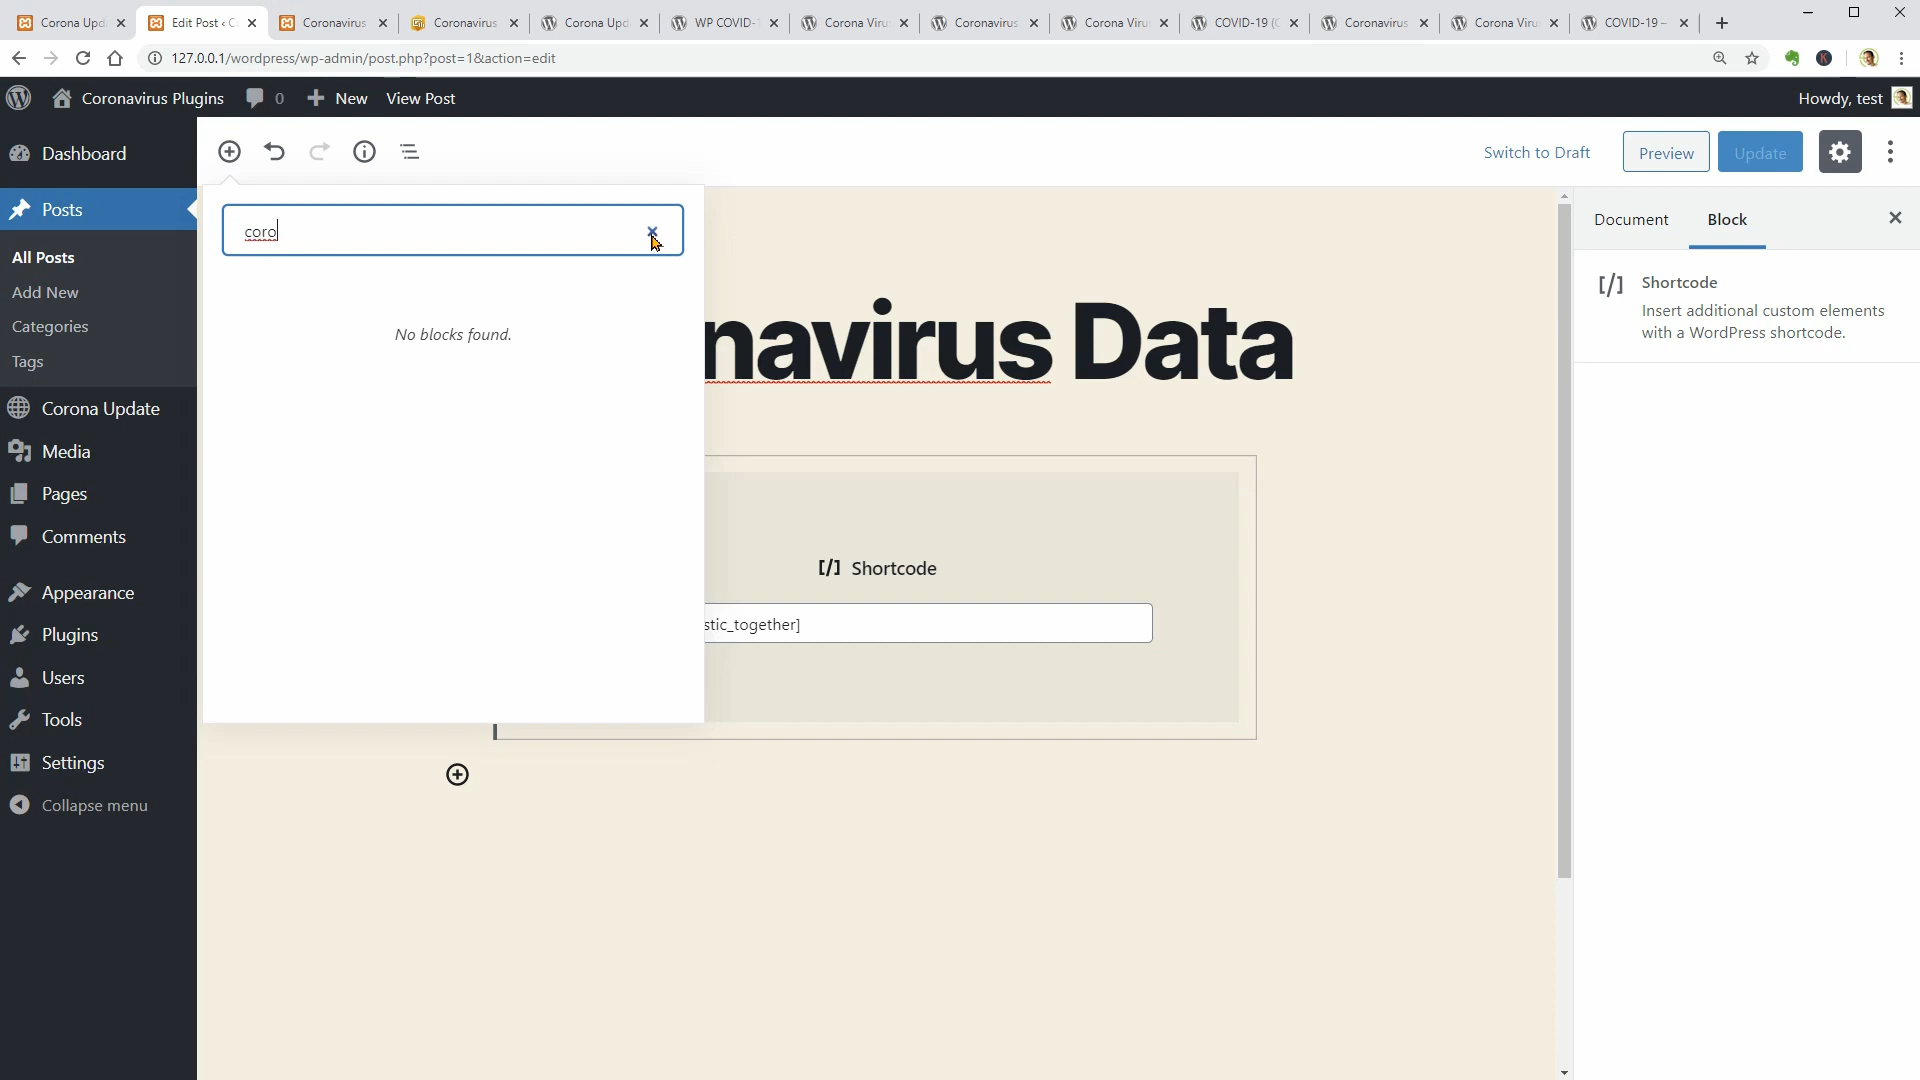 Corona Upd
Edit Post ‹ C
Coronavirus
Coronavirus
Corona Upd
WP COVID-1
Corona Viru
Coronavirus
Corona Viru
COVID-19 (C
Coronavirus
Corona Viru
COVID-19 –
127.0.0.1/wordpress/wp-admin/post.php?post=1&action=edit
Coronavirus Plugins
0
New
View Post
Howdy, test
Dashboard
Posts
All Posts
Add New
Categories
Tags
Corona Update
Media
Pages
Comments
Appearance
Plugins
Users
Tools
Settings
Collapse menu
Switch to Draft
Preview
Update
coro
No blocks found.
navirus Data
[/] Shortcode
stic_together]
Document
Block
[/] Shortcode
Insert additional custom elements
with a WordPress shortcode.